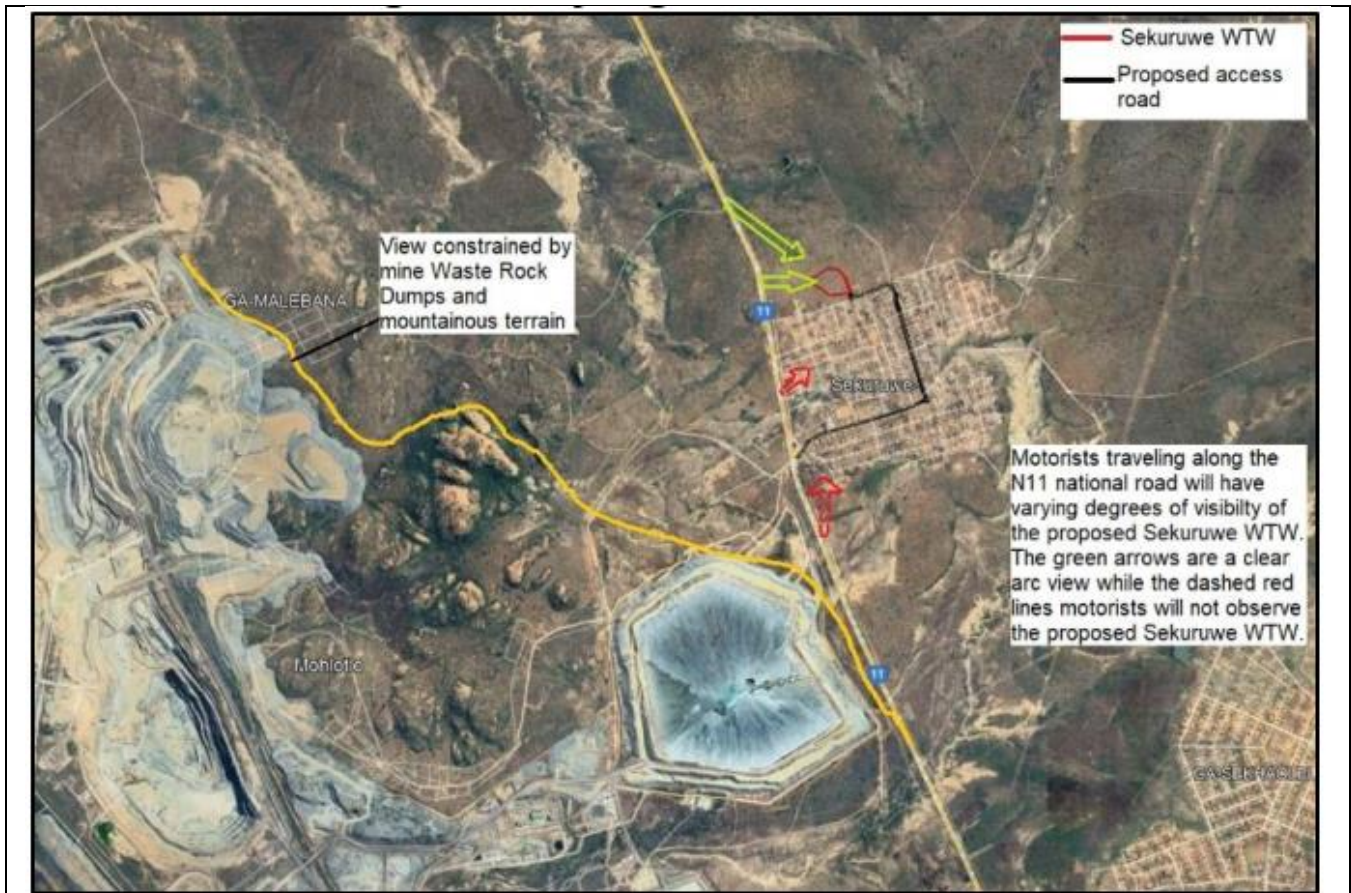 Sekuruwe WTW
Proposed access
road
View constrained by
mine Waste Rock
Dumps and
mountainous terrain
GA-MALEBANA
11
Sekuruwe
Motorists traveling along the
N11 national road will have
varying degrees of visibilty of
the proposed Sekuruwe WTW.
The green arrows are a clear
arc view while the dashed red
lines motorists will not observe
the proposed Sekuruwe WTW.
11